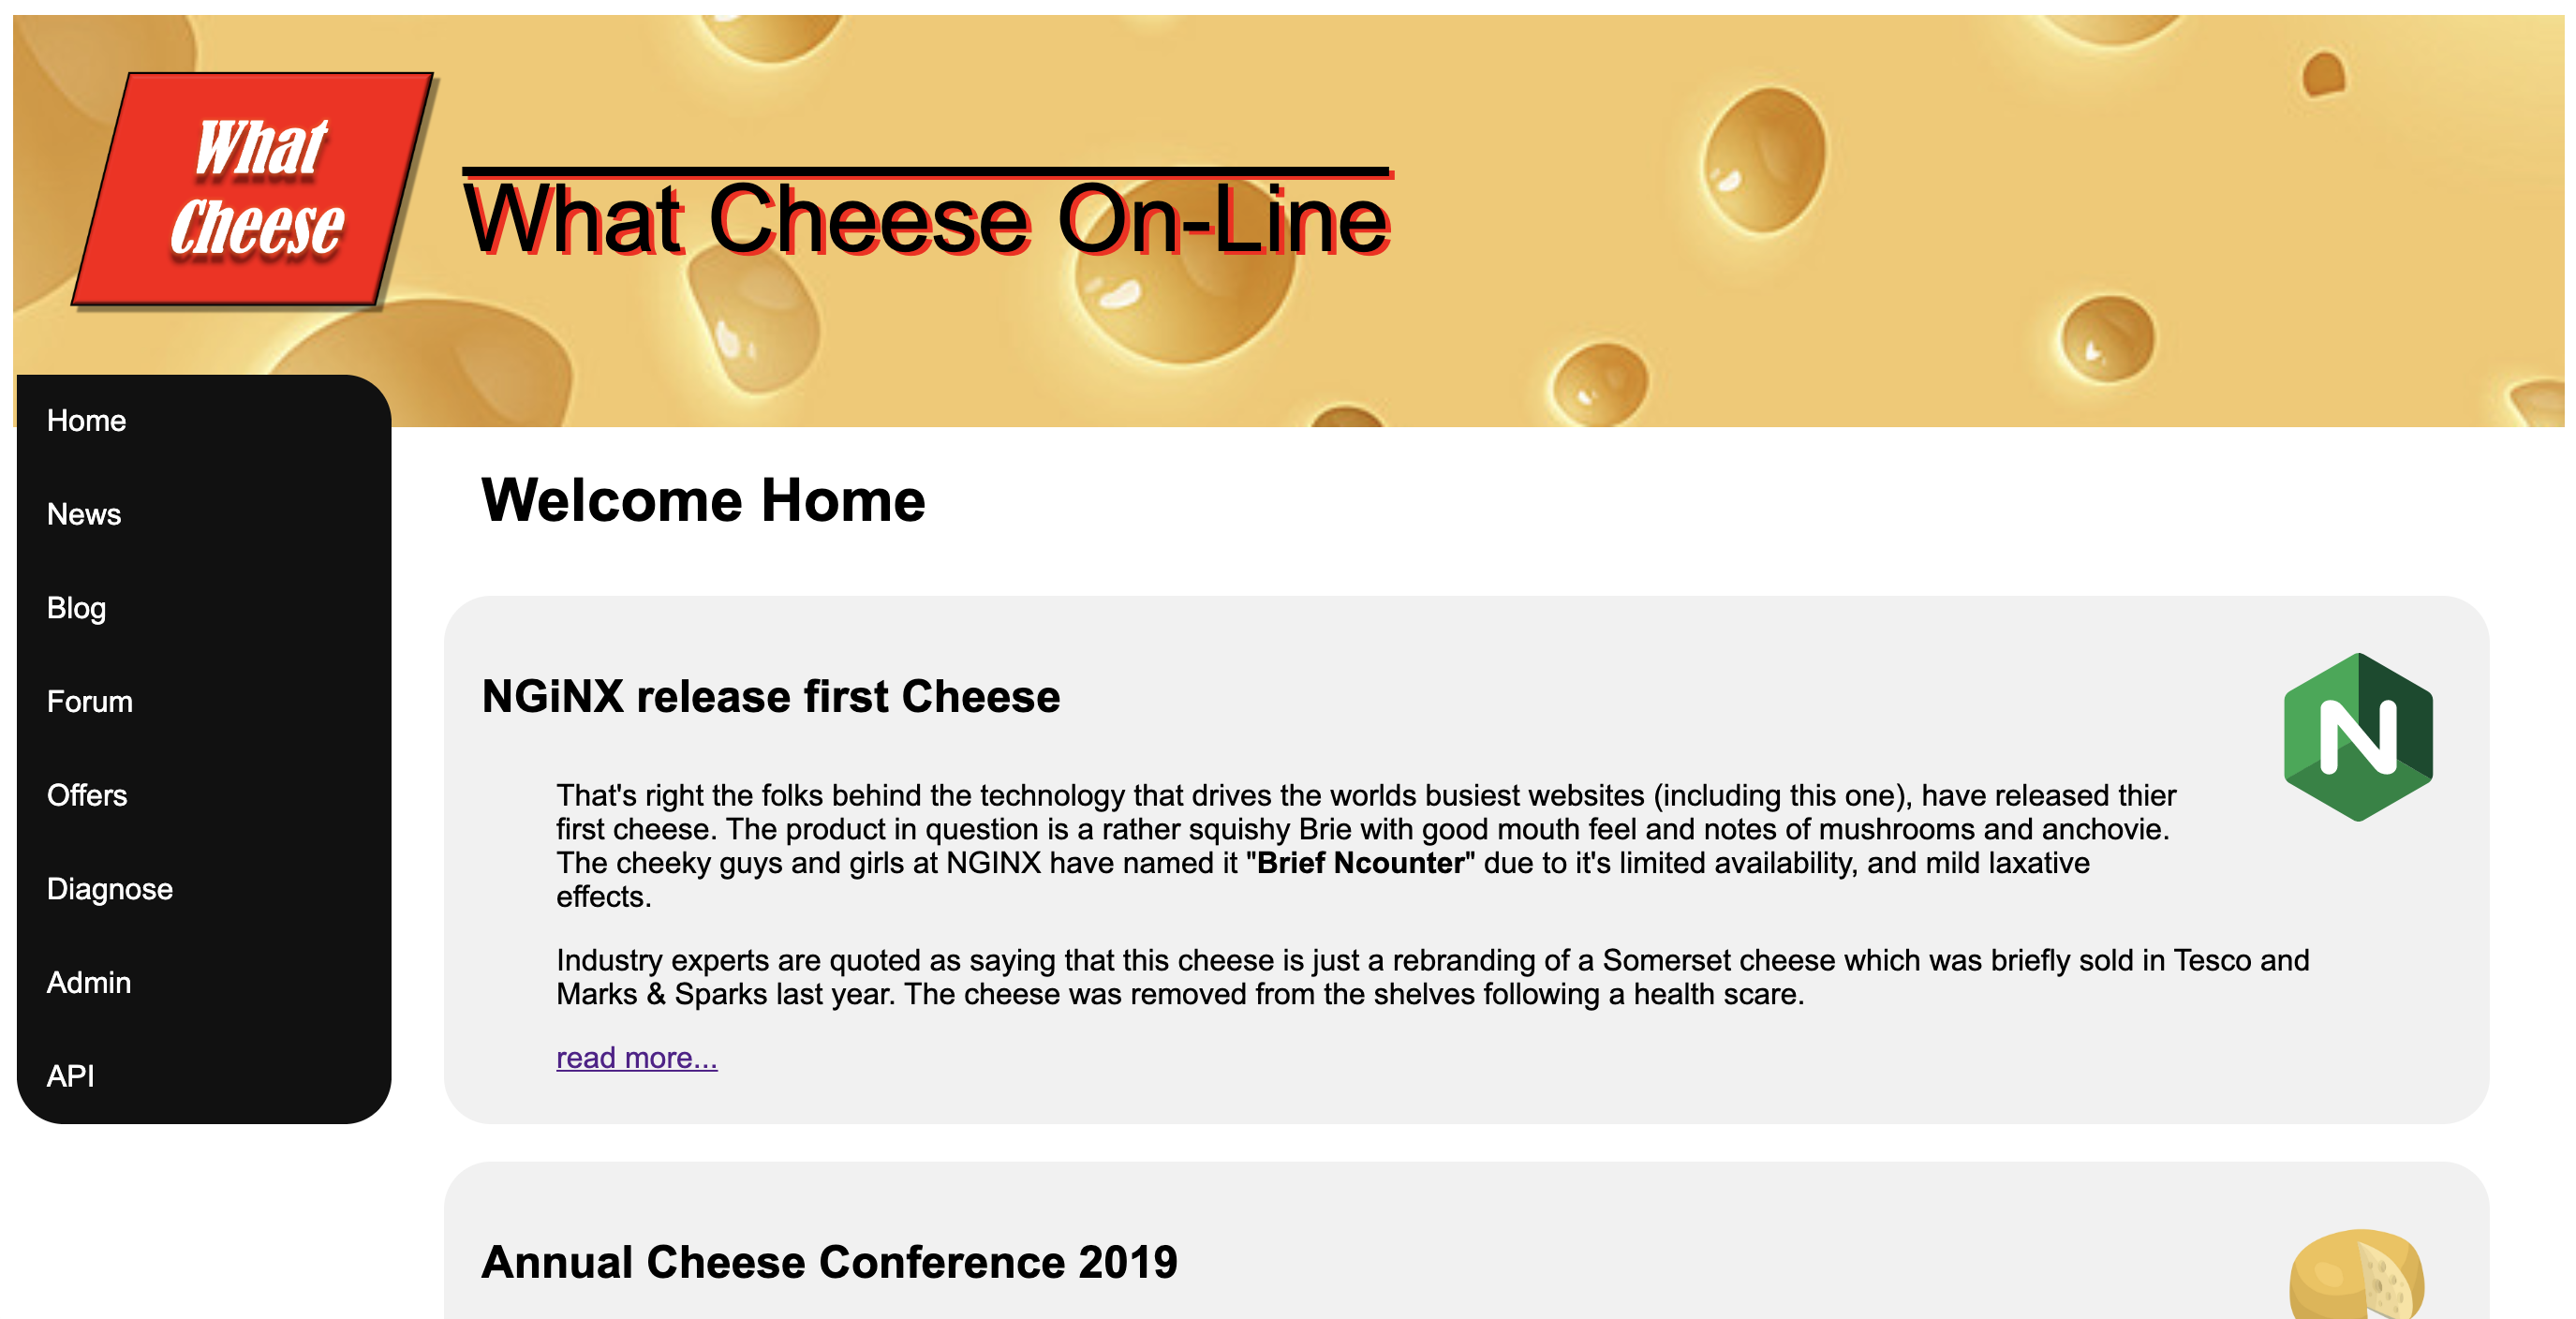 What
Cheese
What Cheese On-Line
Home
News
Blog
Forum
Offers
Diagnose
Admin
API
Welcome Home
NGiNX release first Cheese
N
That's right the folks behind the technology that drives the worlds busiest websites (including this one), have released thier
first cheese. The product in question is a rather squishy Brie with good mouth feel and notes of mushrooms and anchovie.
The cheeky guys and girls at NGINX have named it "Brief Ncounter" due to it's limited availability, and mild laxative
effects.
Industry experts are quoted as saying that this cheese is just a rebranding of a Somerset cheese which was briefly sold in Tesco and
Marks & Sparks last year. The cheese was removed from the shelves following a health scare.
read more...
Annual Cheese Conference 2019